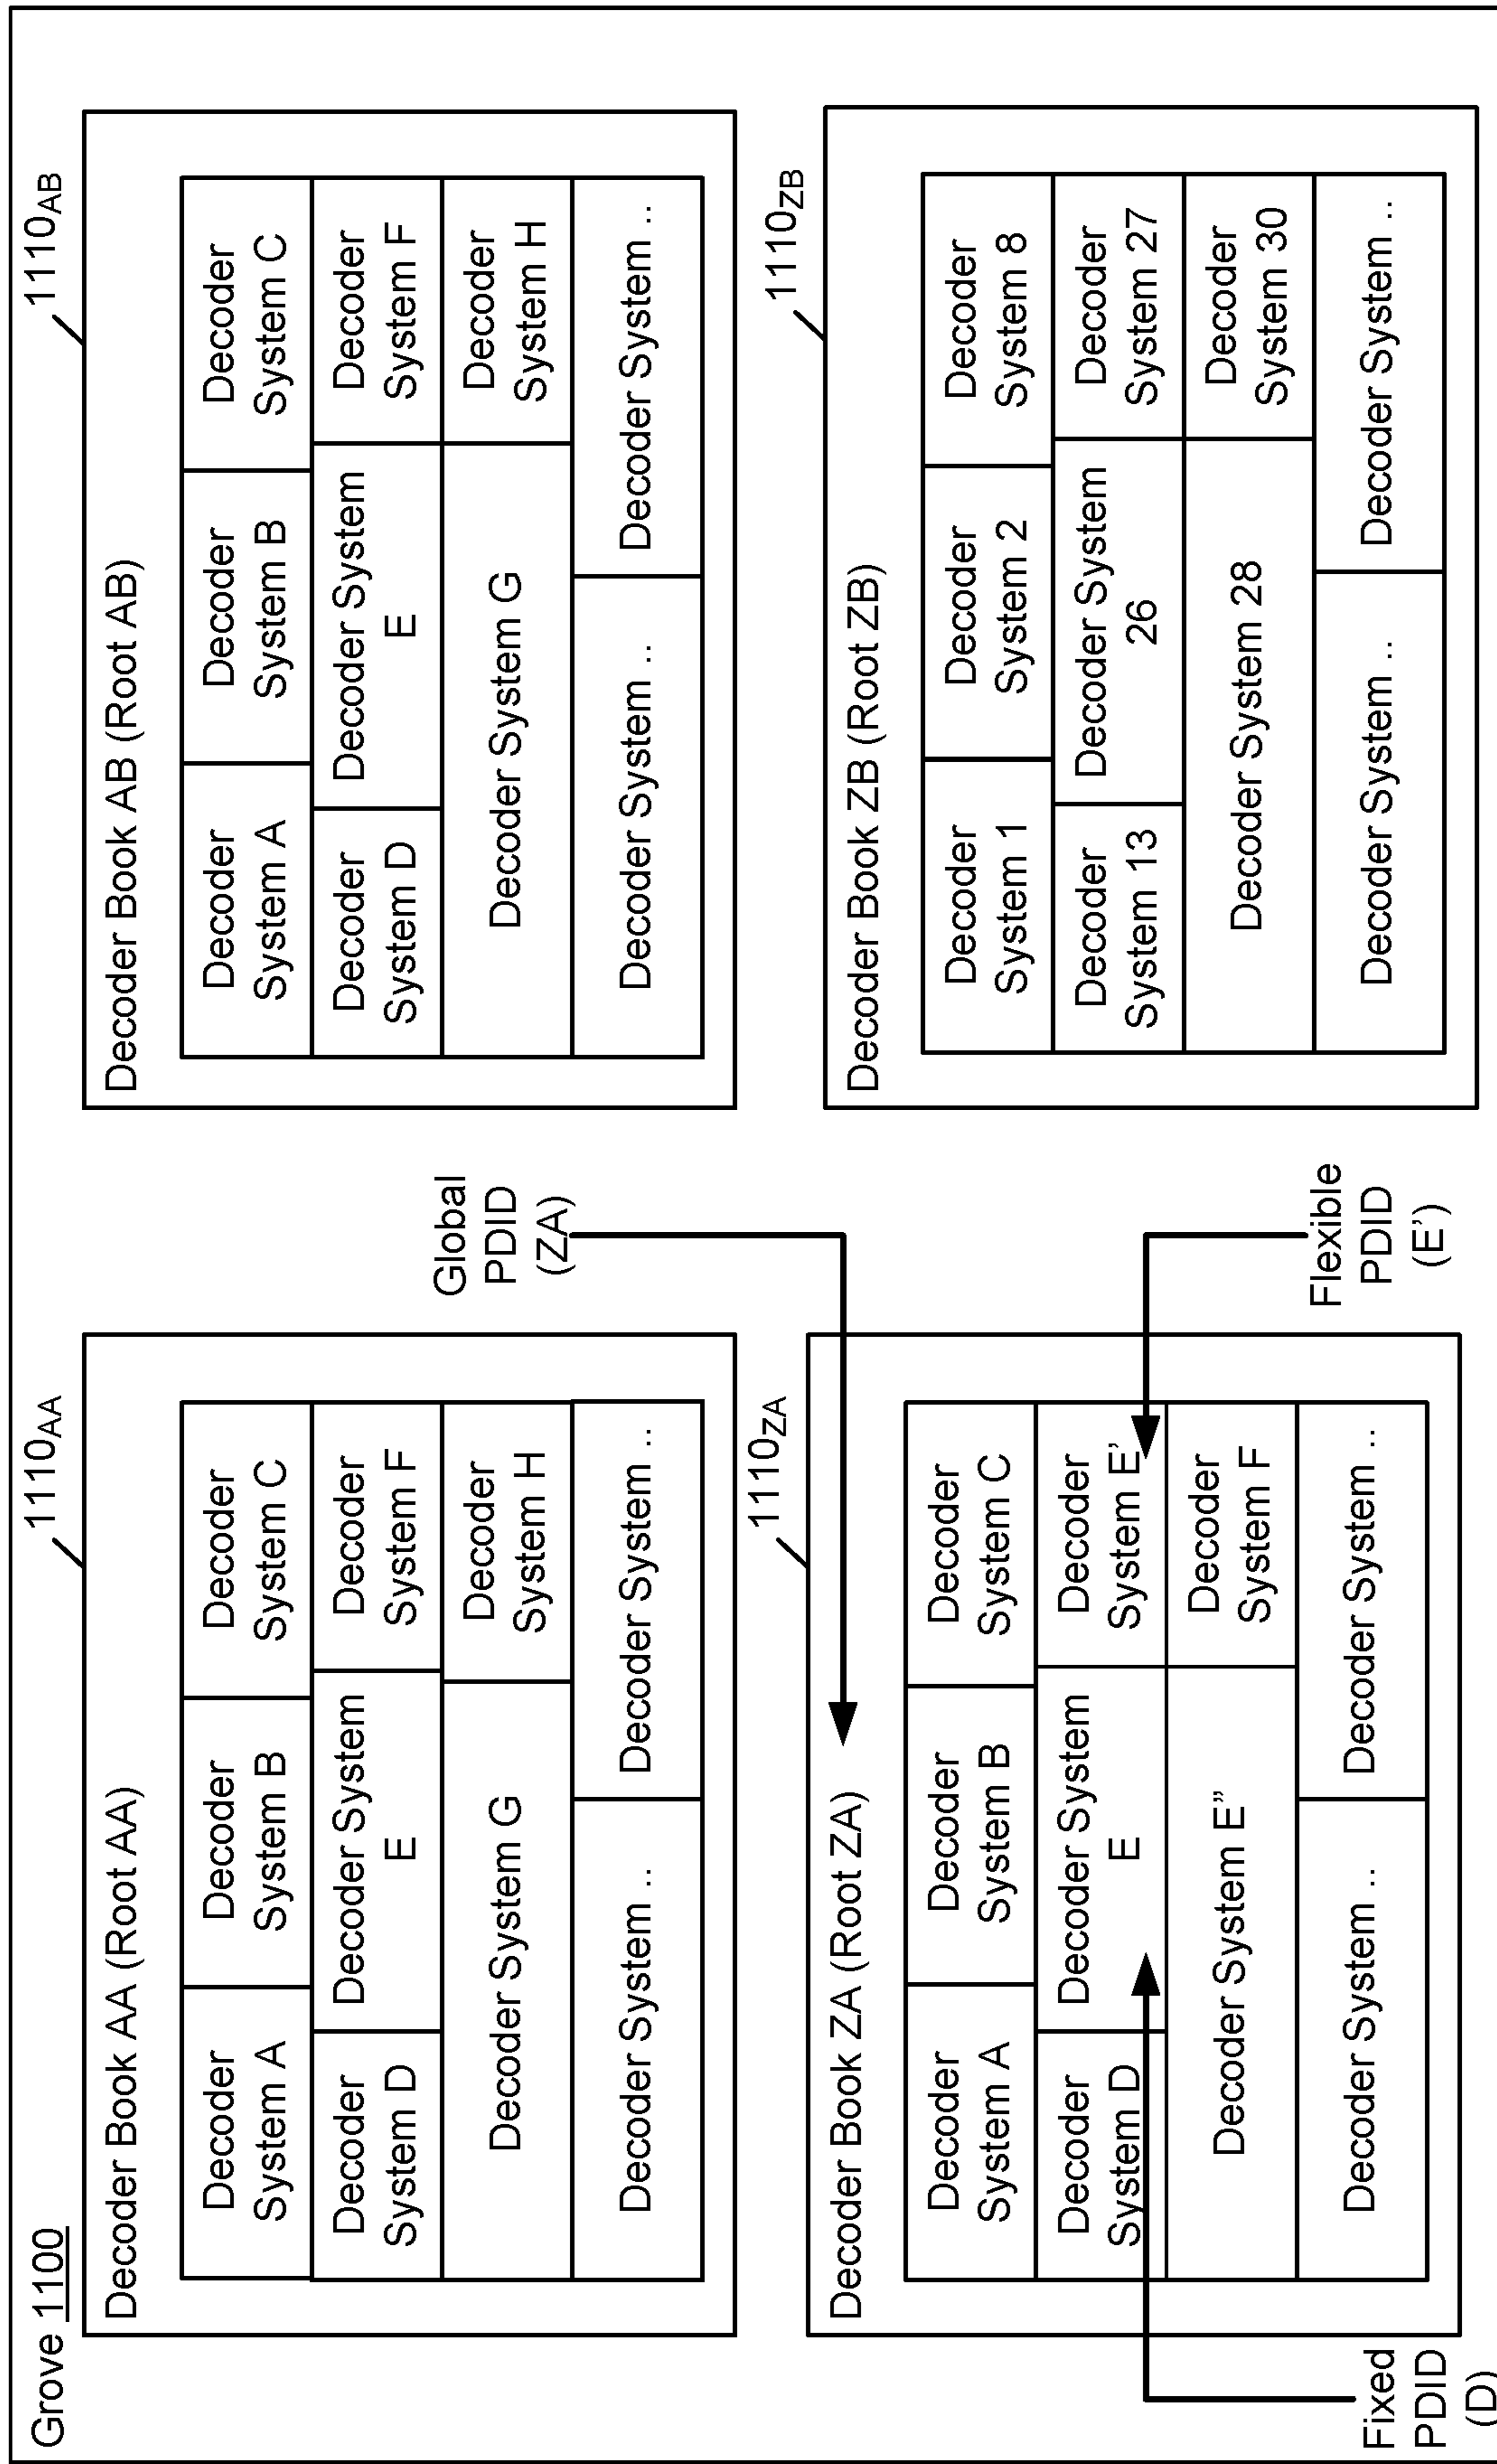 Grove 1100
1110AA
Decoder Book AA (Root AA)
Decoder
System A
Decoder
System B
Decoder
System C
Decoder
System D
Decoder System
E
Decoder
System F
Decoder System G
Decoder
System H
Decoder System ..
Decoder System ..
1110AB
Decoder Book AB (Root AB)
Decoder
System A
Decoder
System B
Decoder
System C
Decoder
System D
Decoder System
E
Decoder
System F
Decoder System G
Decoder
System H
Decoder System ..
Decoder System ..
Global
PDID
(ZA)
1110ZA
Decoder Book ZA (Root ZA)
Decoder
System A
Decoder
System B
Decoder
System C
Decoder
System D
Decoder System
E
Decoder
System E’
Decoder System E”
Decoder
System F
Decoder System ..
Decoder System ..
Fixed
PDID
(D)
Flexible
PDID
(E’)
1110ZB
Decoder Book ZB (Root ZB)
Decoder
System 1
Decoder
System 2
Decoder
System 8
Decoder
System 13
Decoder System
26
Decoder
System 27
Decoder System 28
Decoder
System 30
Decoder System ..
Decoder System ..